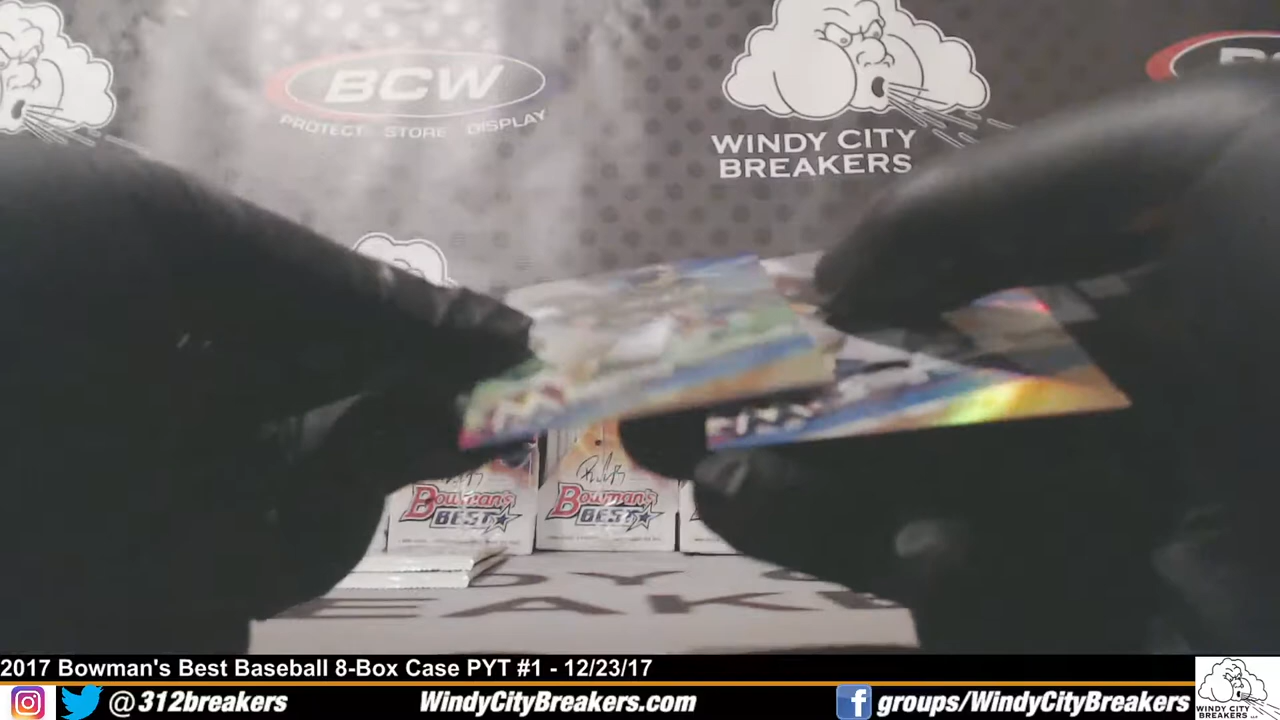 BCW
PROTECT STORE DISPLAY
WINDY CITY
BREAKERS
BOWMAN'S
BEST
BOWMAN'S
BEST
2017 Bowman's Best Baseball 8-Box Case PYT #1 - 12/23/17
@312breakers
WindyCityBreakers.com
groups/WindyCityBreakers
WINDY CITY
BREAKERS LLC